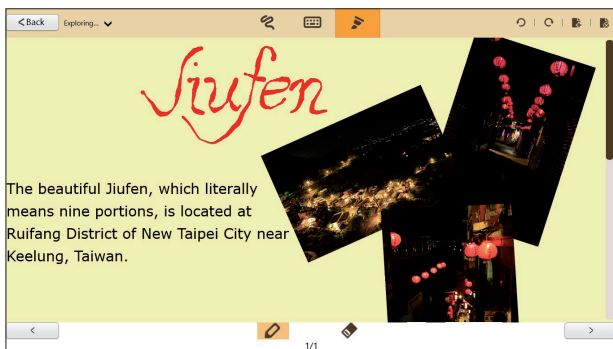 < Back Exploring...
Jiufen
The beautiful Jiufen, which literally
means nine portions, is located at
Ruifang District of New Taipei City near
Keelung, Taiwan.
< >
1/1